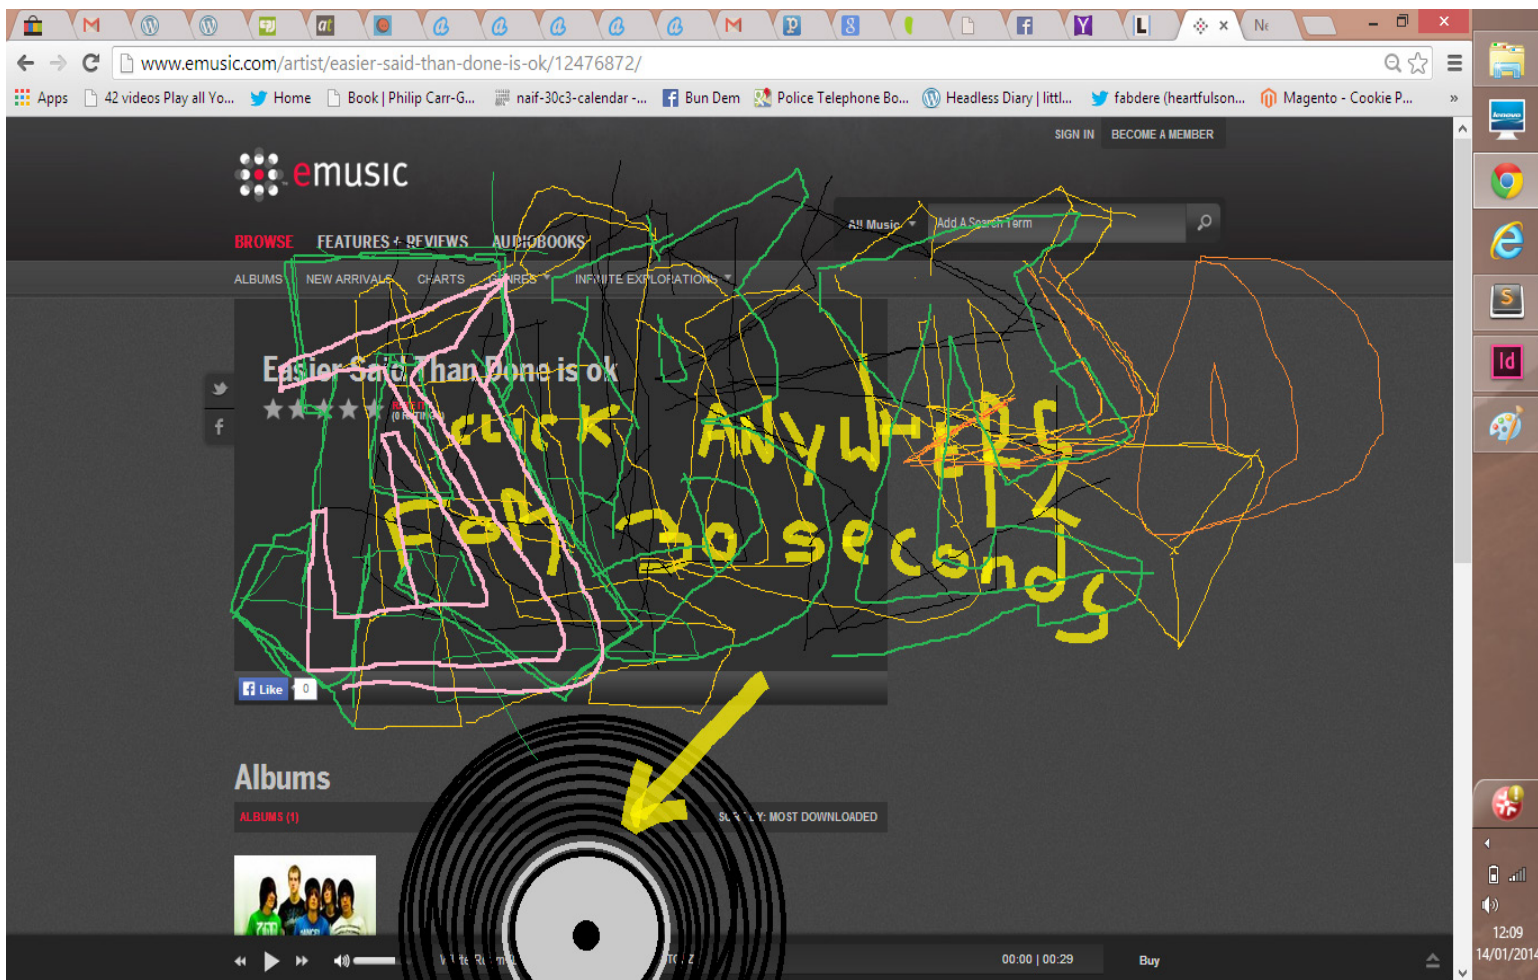 www.emusic.com/artist/easier-said-than-done-is-ok/12476872/
Apps 42 videos Play all Yo... Home Book | Philip Carr-G... naif-30c3-calendar -... Bun Dem Police Telephone Bo... Headless Diary | littl... fabdere (heartfulson... Magento - Cookie P... »
SIGN IN BECOME A MEMBER
emusic
All Music Add A Search Term
BROWSE FEATURES + REVIEWS AUDIOBOOKS
ALBUMS NEW ARRIVALS CHARTS GENRES INFINITE EXPLORATIONS
Easier Said Than Done is ok
CLICK ANYWHERE
FOR 30 seconds
Like 0
Albums
ALBUMS (1) SORT BY: MOST DOWNLOADED
00:00 | 00:29 Buy
12:09
14/01/2014